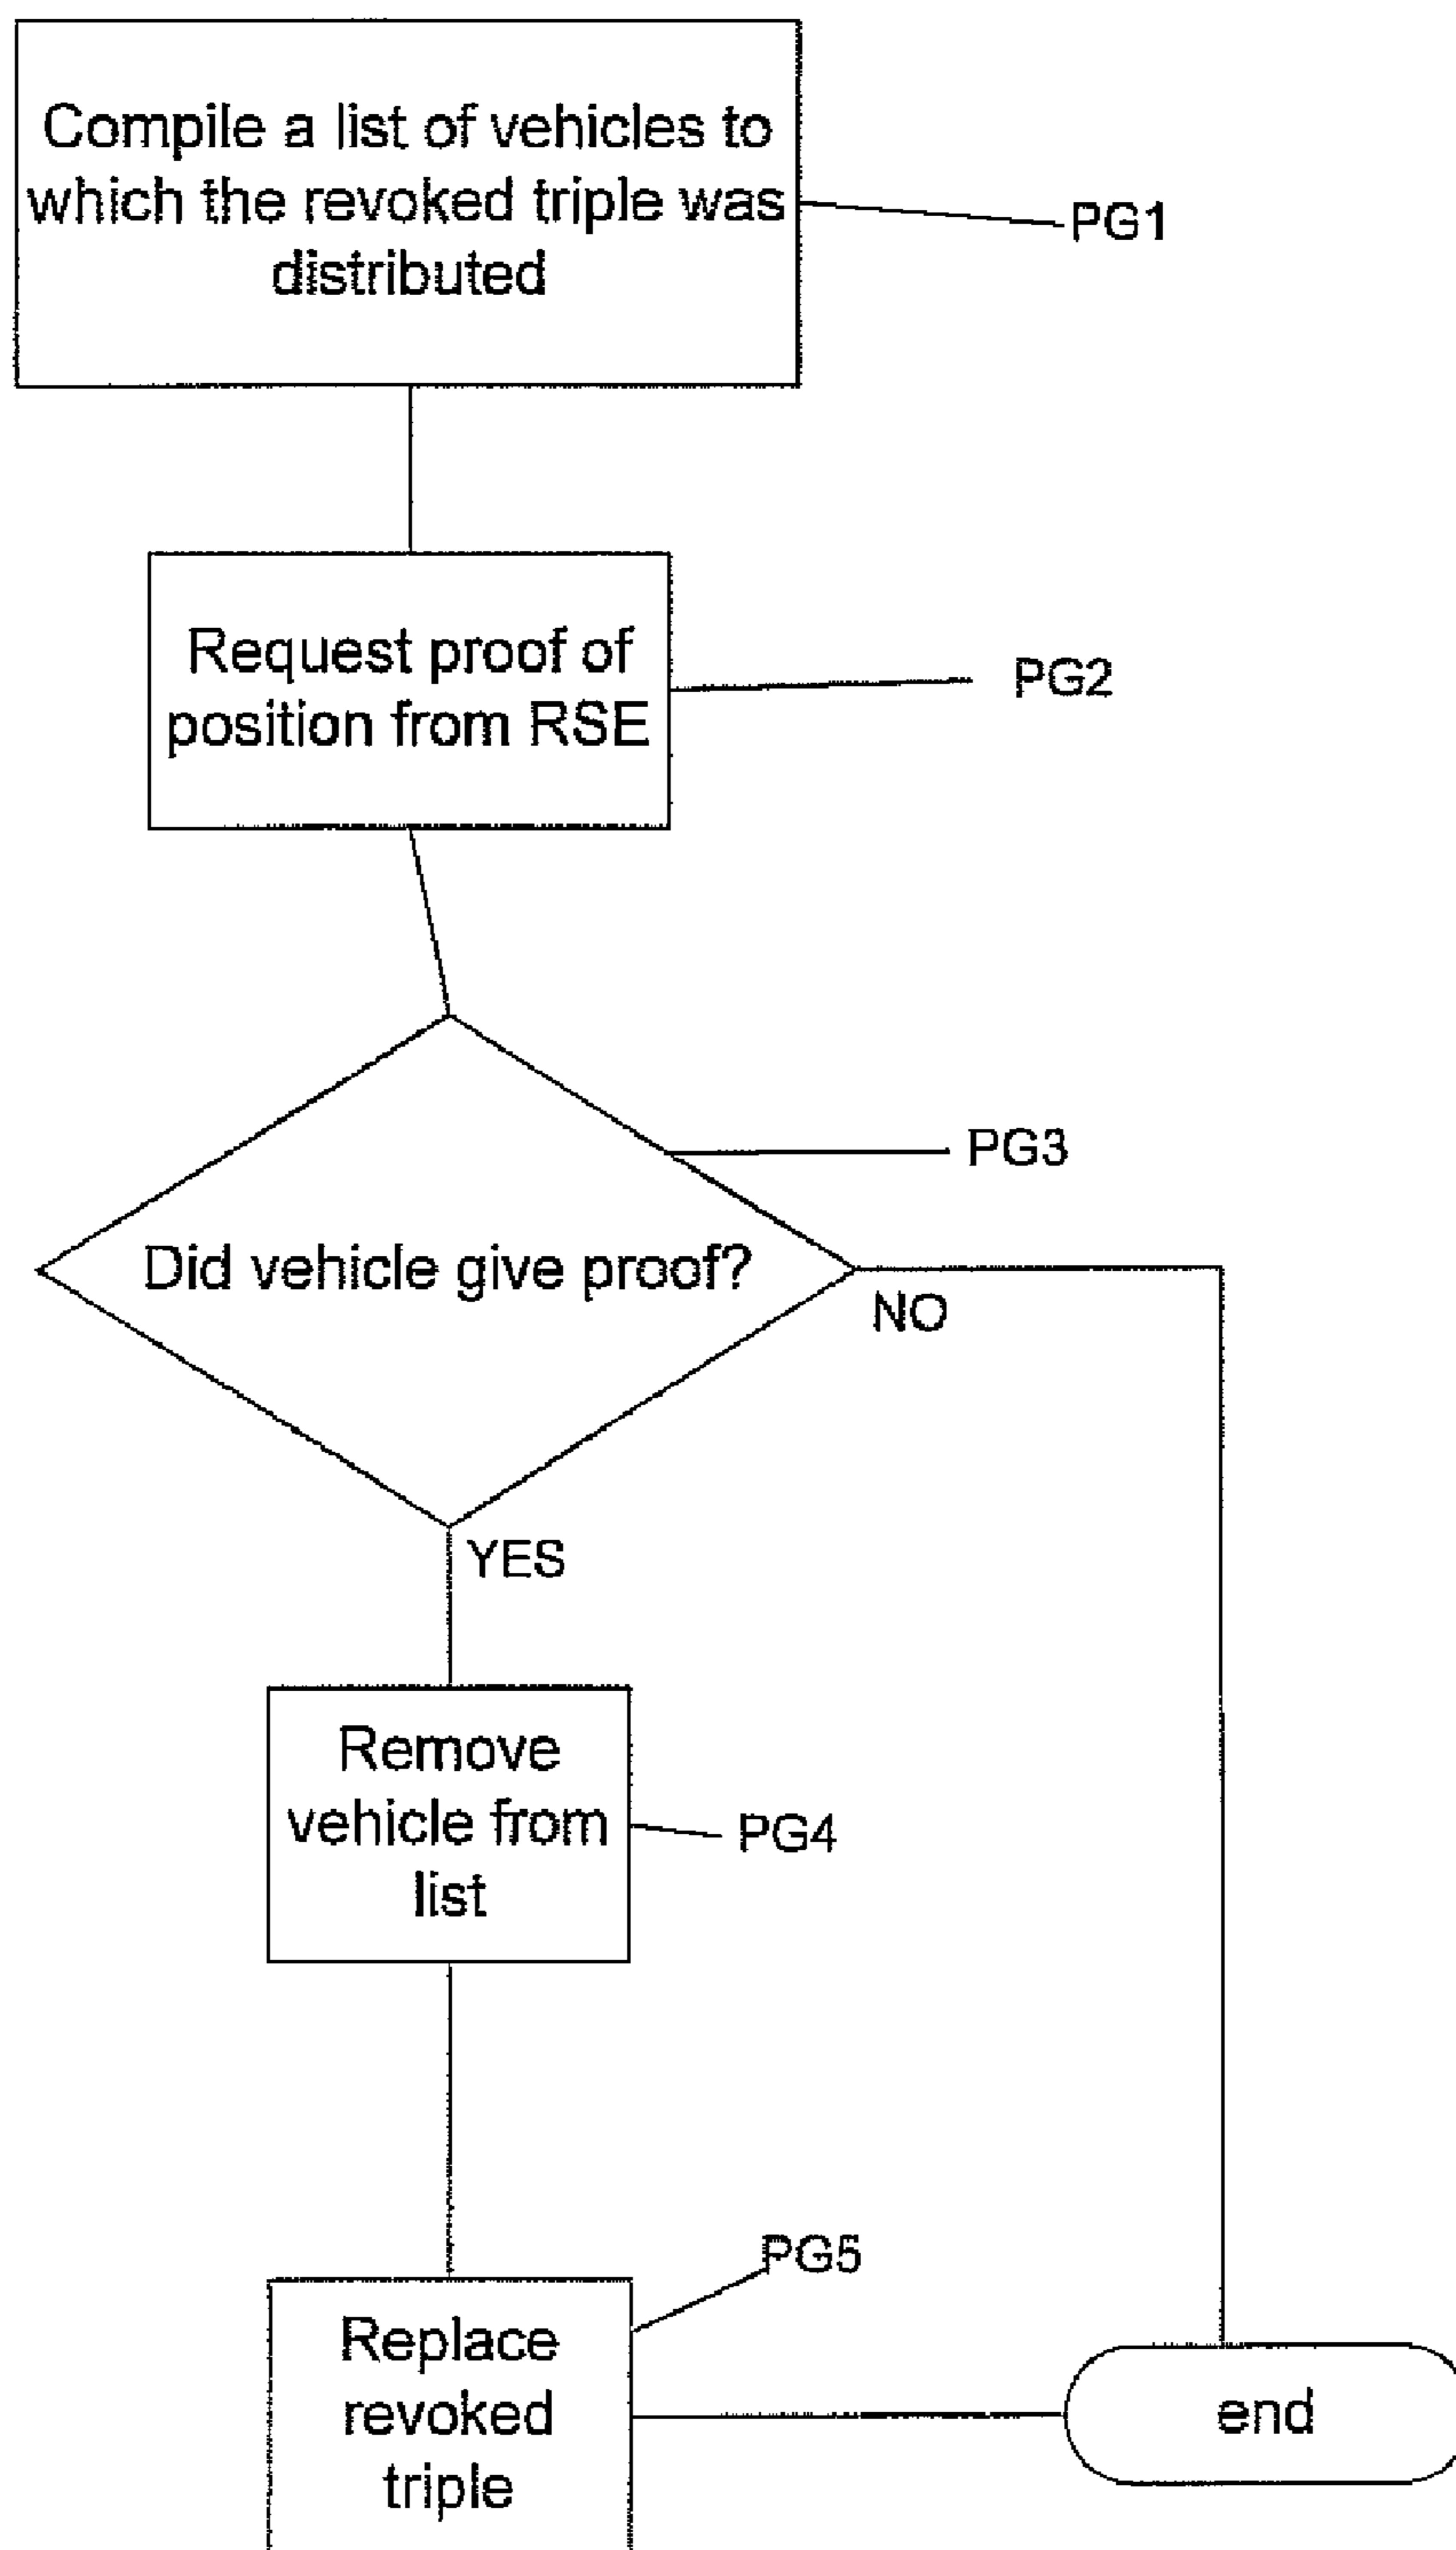 Compile a list of vehicles to
which the revoked triple was
distributed
PG1
Request proof of
position from RSE
PG2
PG3
Did vehicle give proof?
NO
YES
Remove
vehicle from
list
PG4
PG5
Replace
revoked
triple
end